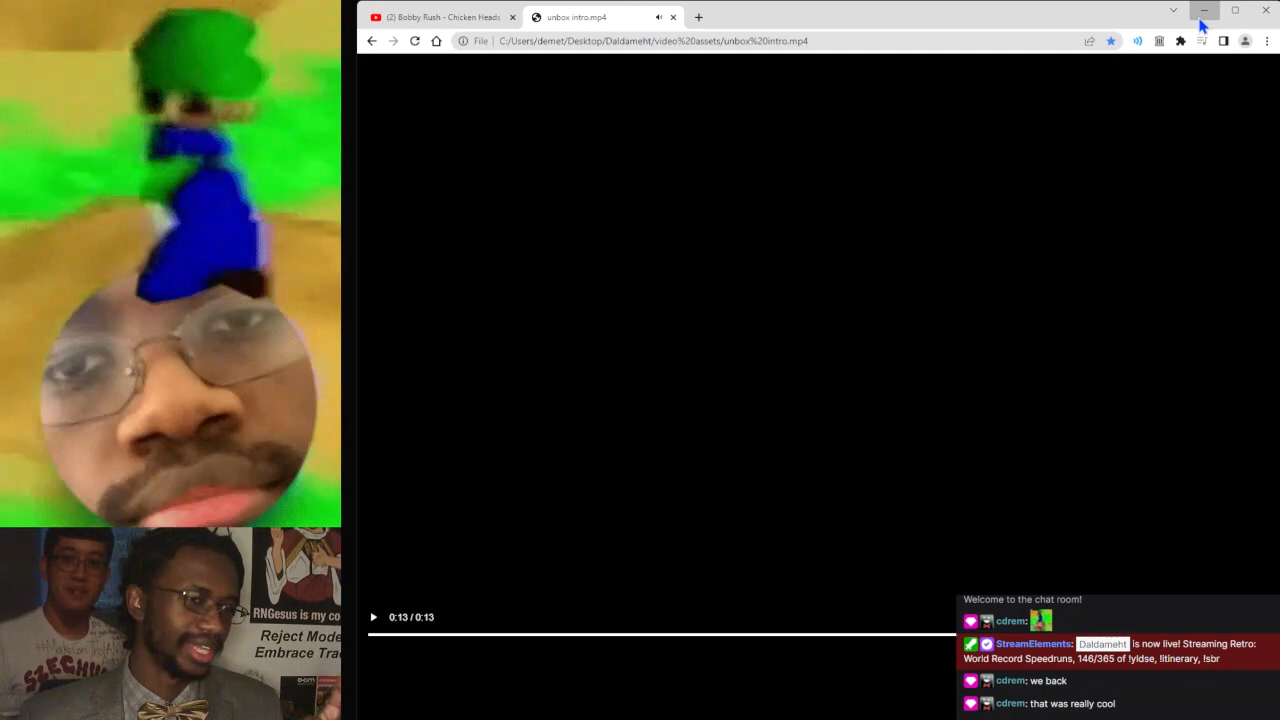 (2) Bobby Rush - Chicken Heads
unbox intro.mp4
File
C:/Users/demet/Desktop/Daldameht/video%20assets/unbox%20intro.mp4
0:13 / 0:13
Welcome to the chat room!
cdrem:
StreamElements: Daldameht is now live! Streaming Retro:
World Record Speedruns, 146/365 of !yldse, !itinerary, !sbr
cdrem: we back
cdrem: that was really cool
RNGesus is my co
Reject Mode
Embrace Tra
SZECHU